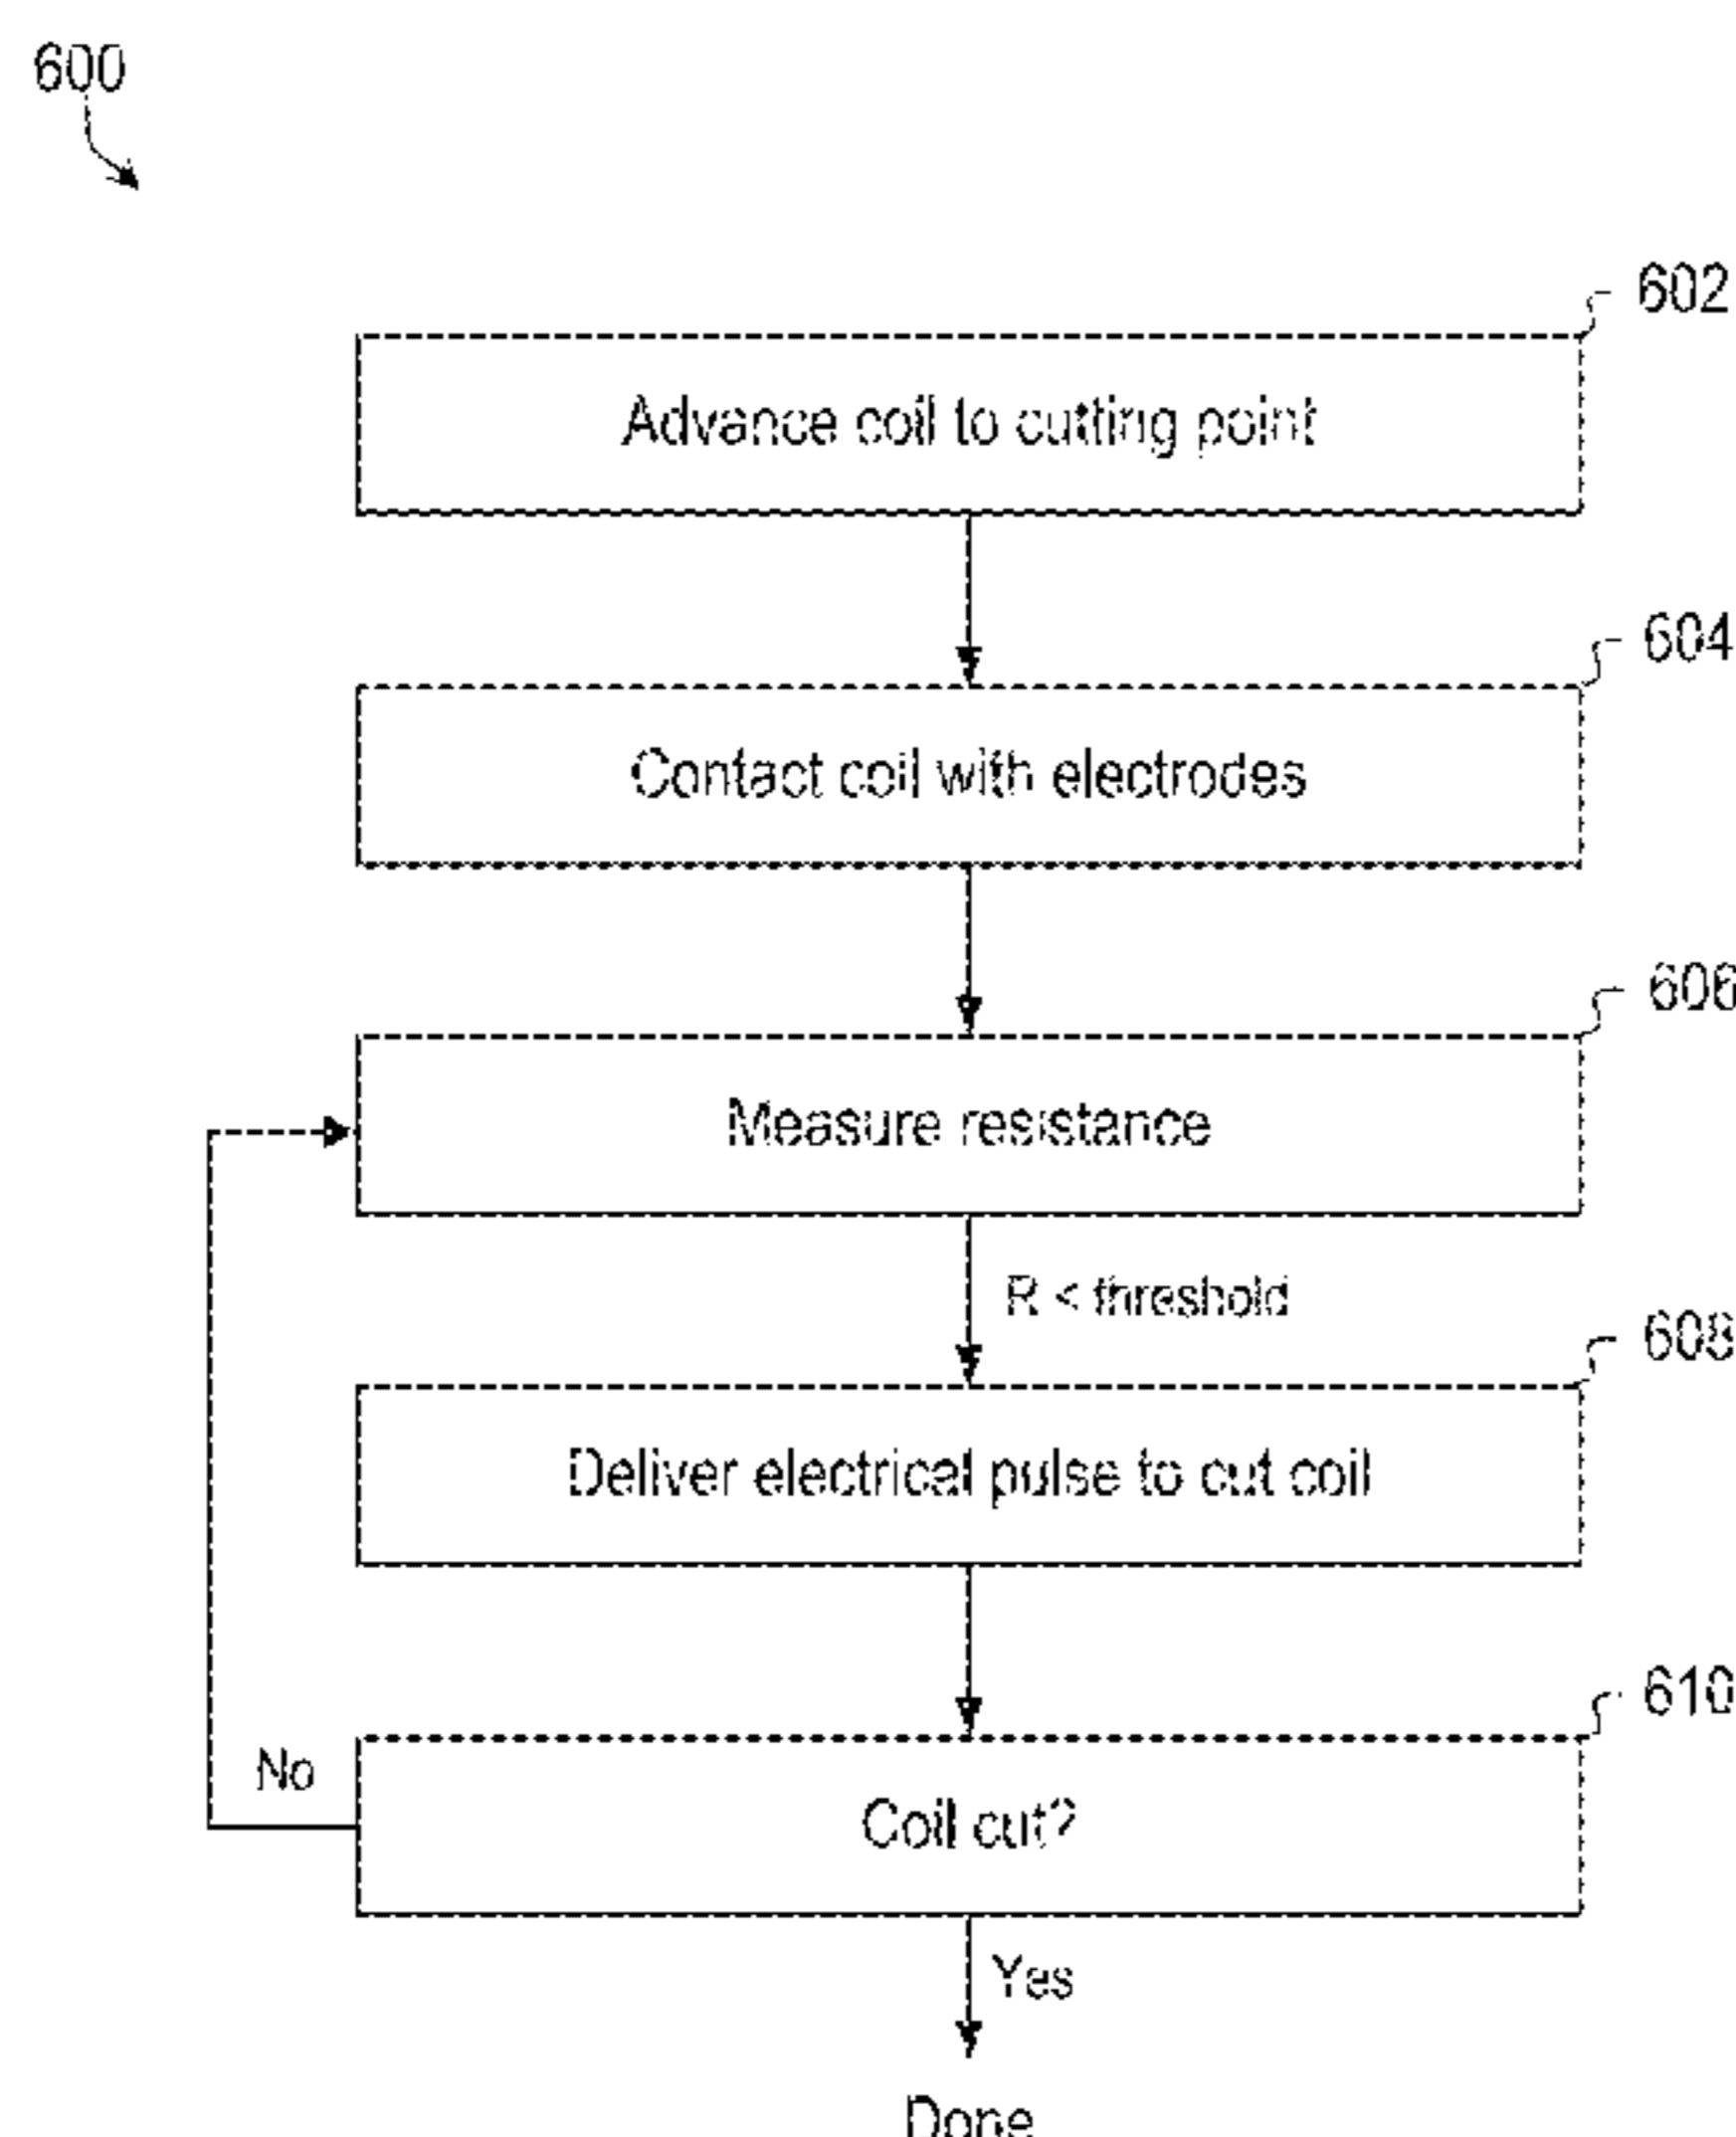 600
602
Advance coil to cutting point
604
Contact coil with electrodes
606
Measure resistance
R < threshold
608
Deliver electrical pulse to cut coil
610
No
Coil cut?
Yes
Done